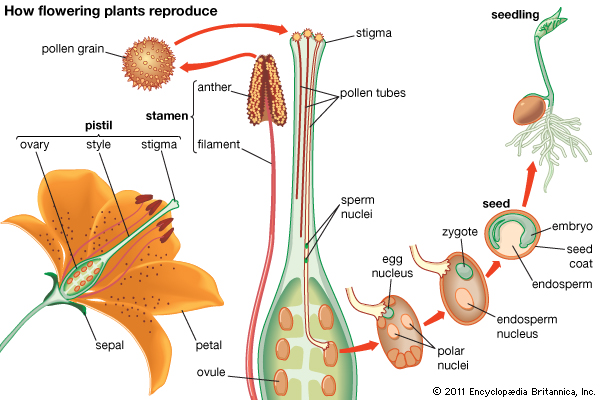 How flowering plants reproduce
pollen grain
stigma
anther
stamen
filament
pollen tubes
pistil
ovary
style
stigma
sepal
petal
ovule
sperm
nuclei
egg
nucleus
polar
nuclei
zygote
endosperm
nucleus
seed
embryo
seed
coat
endosperm
seedling
© 2011 Encyclopædia Britannica, Inc.